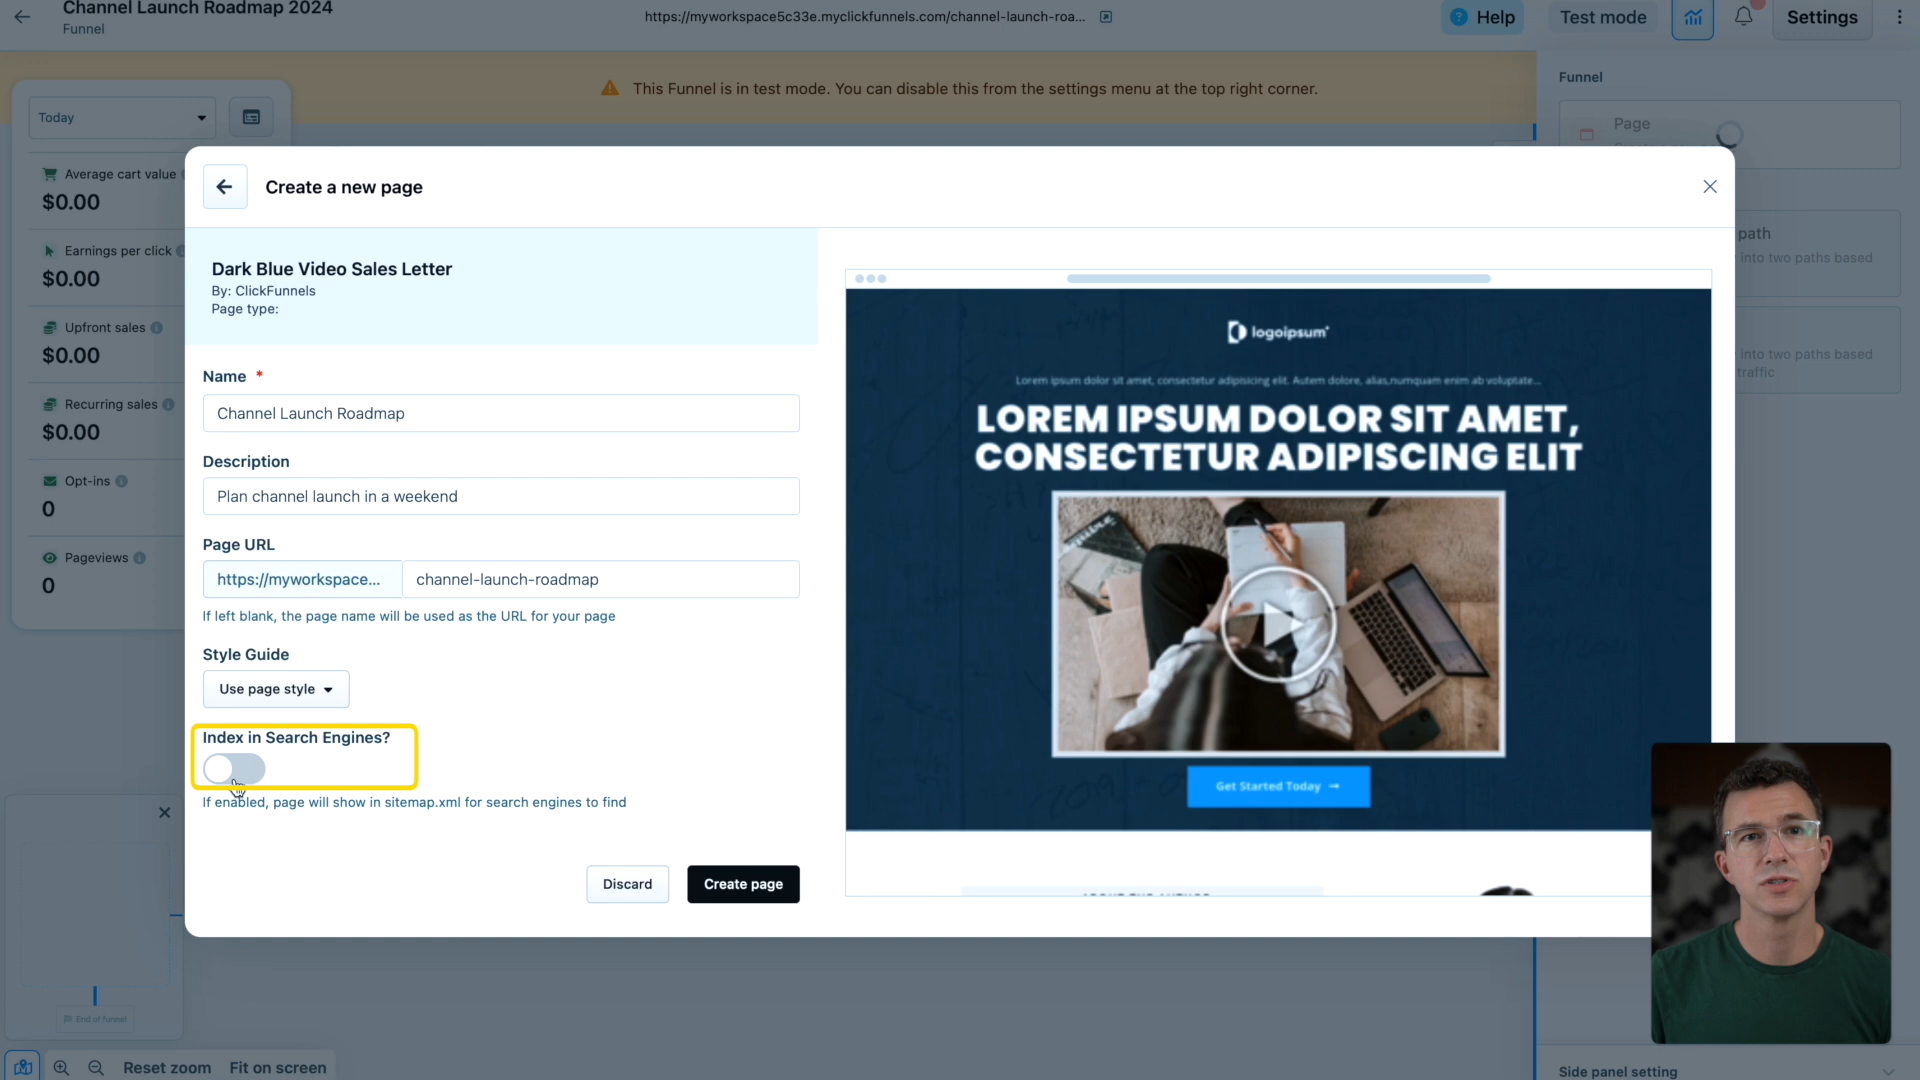 Channel Launch Roadmap 2024
Funnel
https://myworkspace5c33e.myclickfunnels.com/channel-launch-roa...
Help
Test mode
Settings
This Funnel is in test mode. You can disable this from the settings menu at the top right corner.
Today
Average cart value
$0.00
Earnings per click
$0.00
Upfront sales
$0.00
Recurring sales
$0.00
Opt-ins
0
Pageviews
0
Create a new page
Dark Blue Video Sales Letter
By: ClickFunnels
Page type:
Name *
Channel Launch Roadmap
Description
Plan channel launch in a weekend
Page URL
https://myworkspace...
channel-launch-roadmap
If left blank, the page name will be used as the URL for your page
Style Guide
Use page style
Index in Search Engines?
If enabled, page will show in sitemap.xml for search engines to find
Discard
Create page
logoipsum
Lorem ipsum dolor sit amet, consectetur adipisicing elit. Autem dolore, alias,numquam enim ab voluptate...
LOREM IPSUM DOLOR SIT AMET,
CONSECTETUR ADIPISCING ELIT
Get Started Today →
Funnel
Page
path
into two paths based
into two paths based
traffic
End of funnel
Reset zoom
Fit on screen
Side panel setting